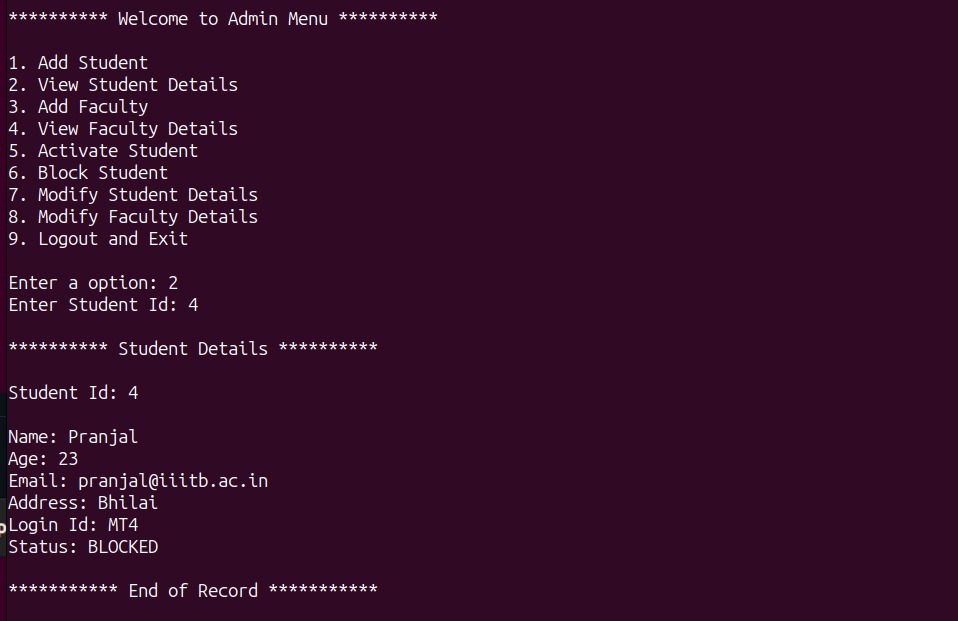 ********** Welcome to Admin Menu **********
1. Add Student
2. View Student Details
3. Add Faculty
4. View Faculty Details
5. Activate Student
6. Block Student
7. Modify Student Details
8. Modify Faculty Details
9. Logout and Exit
Enter a option: 2
Enter Student Id: 4
********** Student Details **********
Student Id: 4
Name: Pranjal
Age: 23
Email: pranjal@iiitb.ac.in
Address: Bhilai
Login Id: MT4
Status: BLOCKED
*********** End of Record ***********